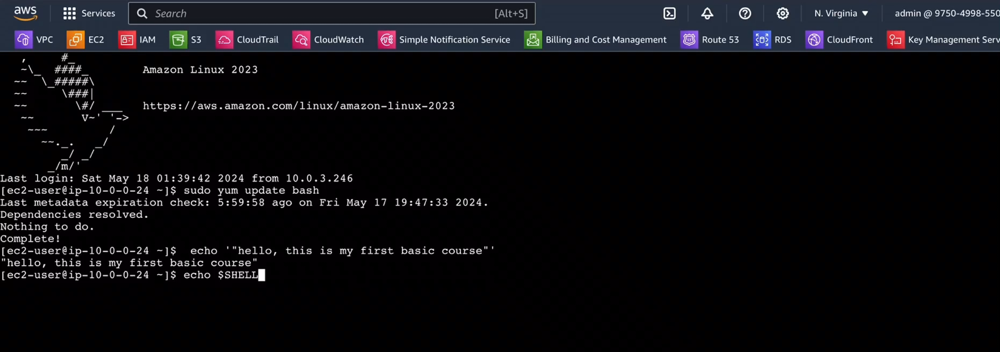 aws Services Search [Alt+S] N. Virginia ▼ admin @ 9750-4998-550
VPC EC2 IAM S3 CloudTrail CloudWatch Simple Notification Service Billing and Cost Management Route 53 RDS CloudFront Key Management Serv
   ,     #_
   ~\_  ####_        Amazon Linux 2023
  ~~  \_#####\
  ~~     \###|
  ~~       \#/ ___   https://aws.amazon.com/linux/amazon-linux-2023
   ~~       V~' '->
    ~~~         /
      ~~._.   _/
         _/ _/
       _/m/'
Last login: Sat May 18 01:39:42 2024 from 10.0.3.246
[ec2-user@ip-10-0-0-24 ~]$ sudo yum update bash
Last metadata expiration check: 5:59:58 ago on Fri May 17 19:47:33 2024.
Dependencies resolved.
Nothing to do.
Complete!
[ec2-user@ip-10-0-0-24 ~]$  echo '"hello, this is my first basic course"'
"hello, this is my first basic course"
[ec2-user@ip-10-0-0-24 ~]$ echo $SHELL